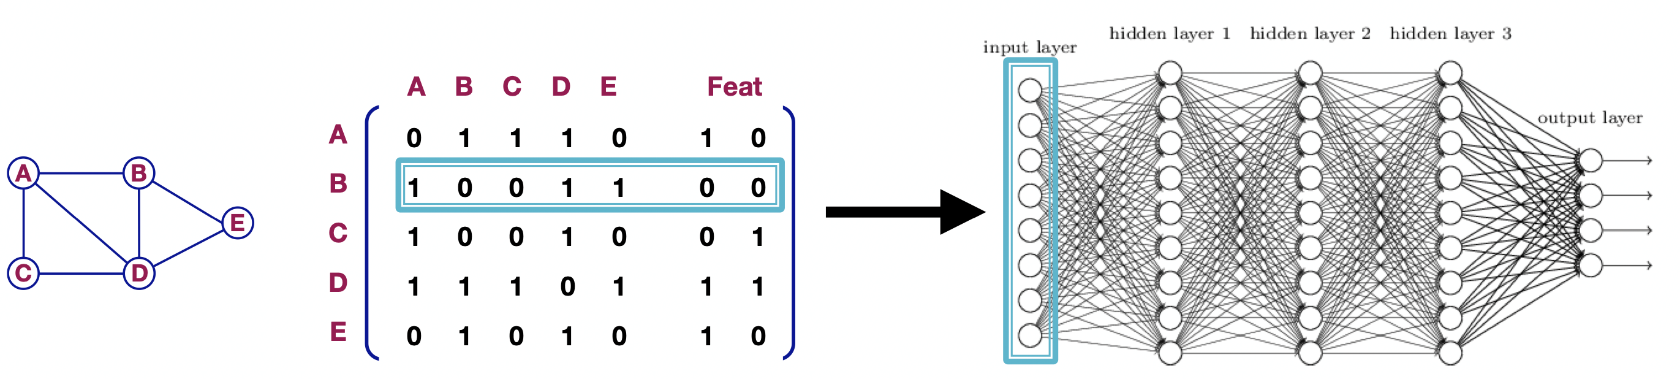 A B
E
C D
A B C D E Feat
A 0 1 1 1 0 1 0
B 1 0 0 1 1 0 0
C 1 0 0 1 0 0 1
D 1 1 1 0 1 1 1
E 0 1 0 1 0 1 0
input layer
hidden layer 1 hidden layer 2 hidden layer 3
output layer